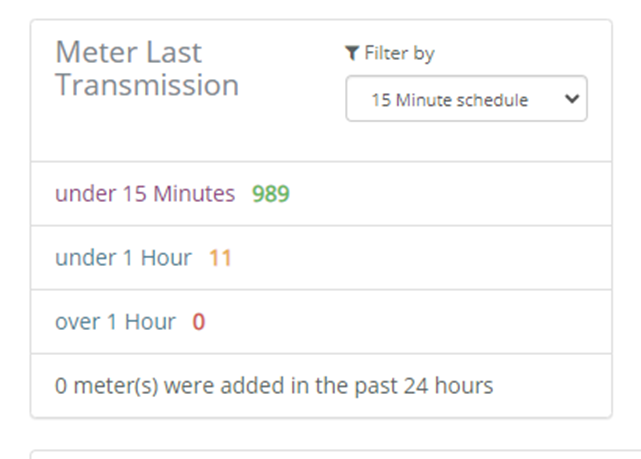 Meter Last
Transmission
Filter by
15 Minute schedule
under 15 Minutes 989
under 1 Hour 11
over 1 Hour 0
0 meter(s) were added in the past 24 hours